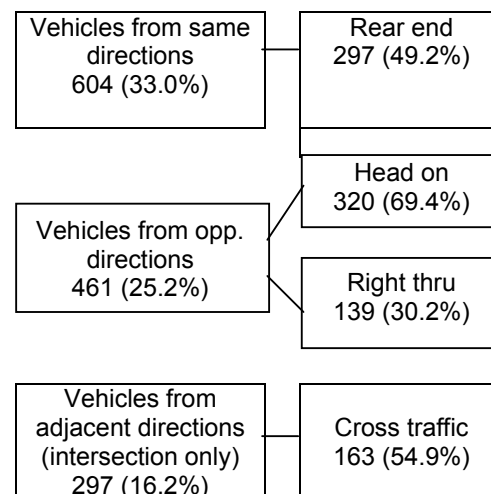 Vehicles from same
directions
604 (33.0%)
Rear end
297 (49.2%)
Head on
320 (69.4%)
Vehicles from opp.
directions
461 (25.2%)
Right thru
139 (30.2%)
Vehicles from
adjacent directions
(intersection only)
297 (16.2%)
Cross traffic
163 (54.9%)